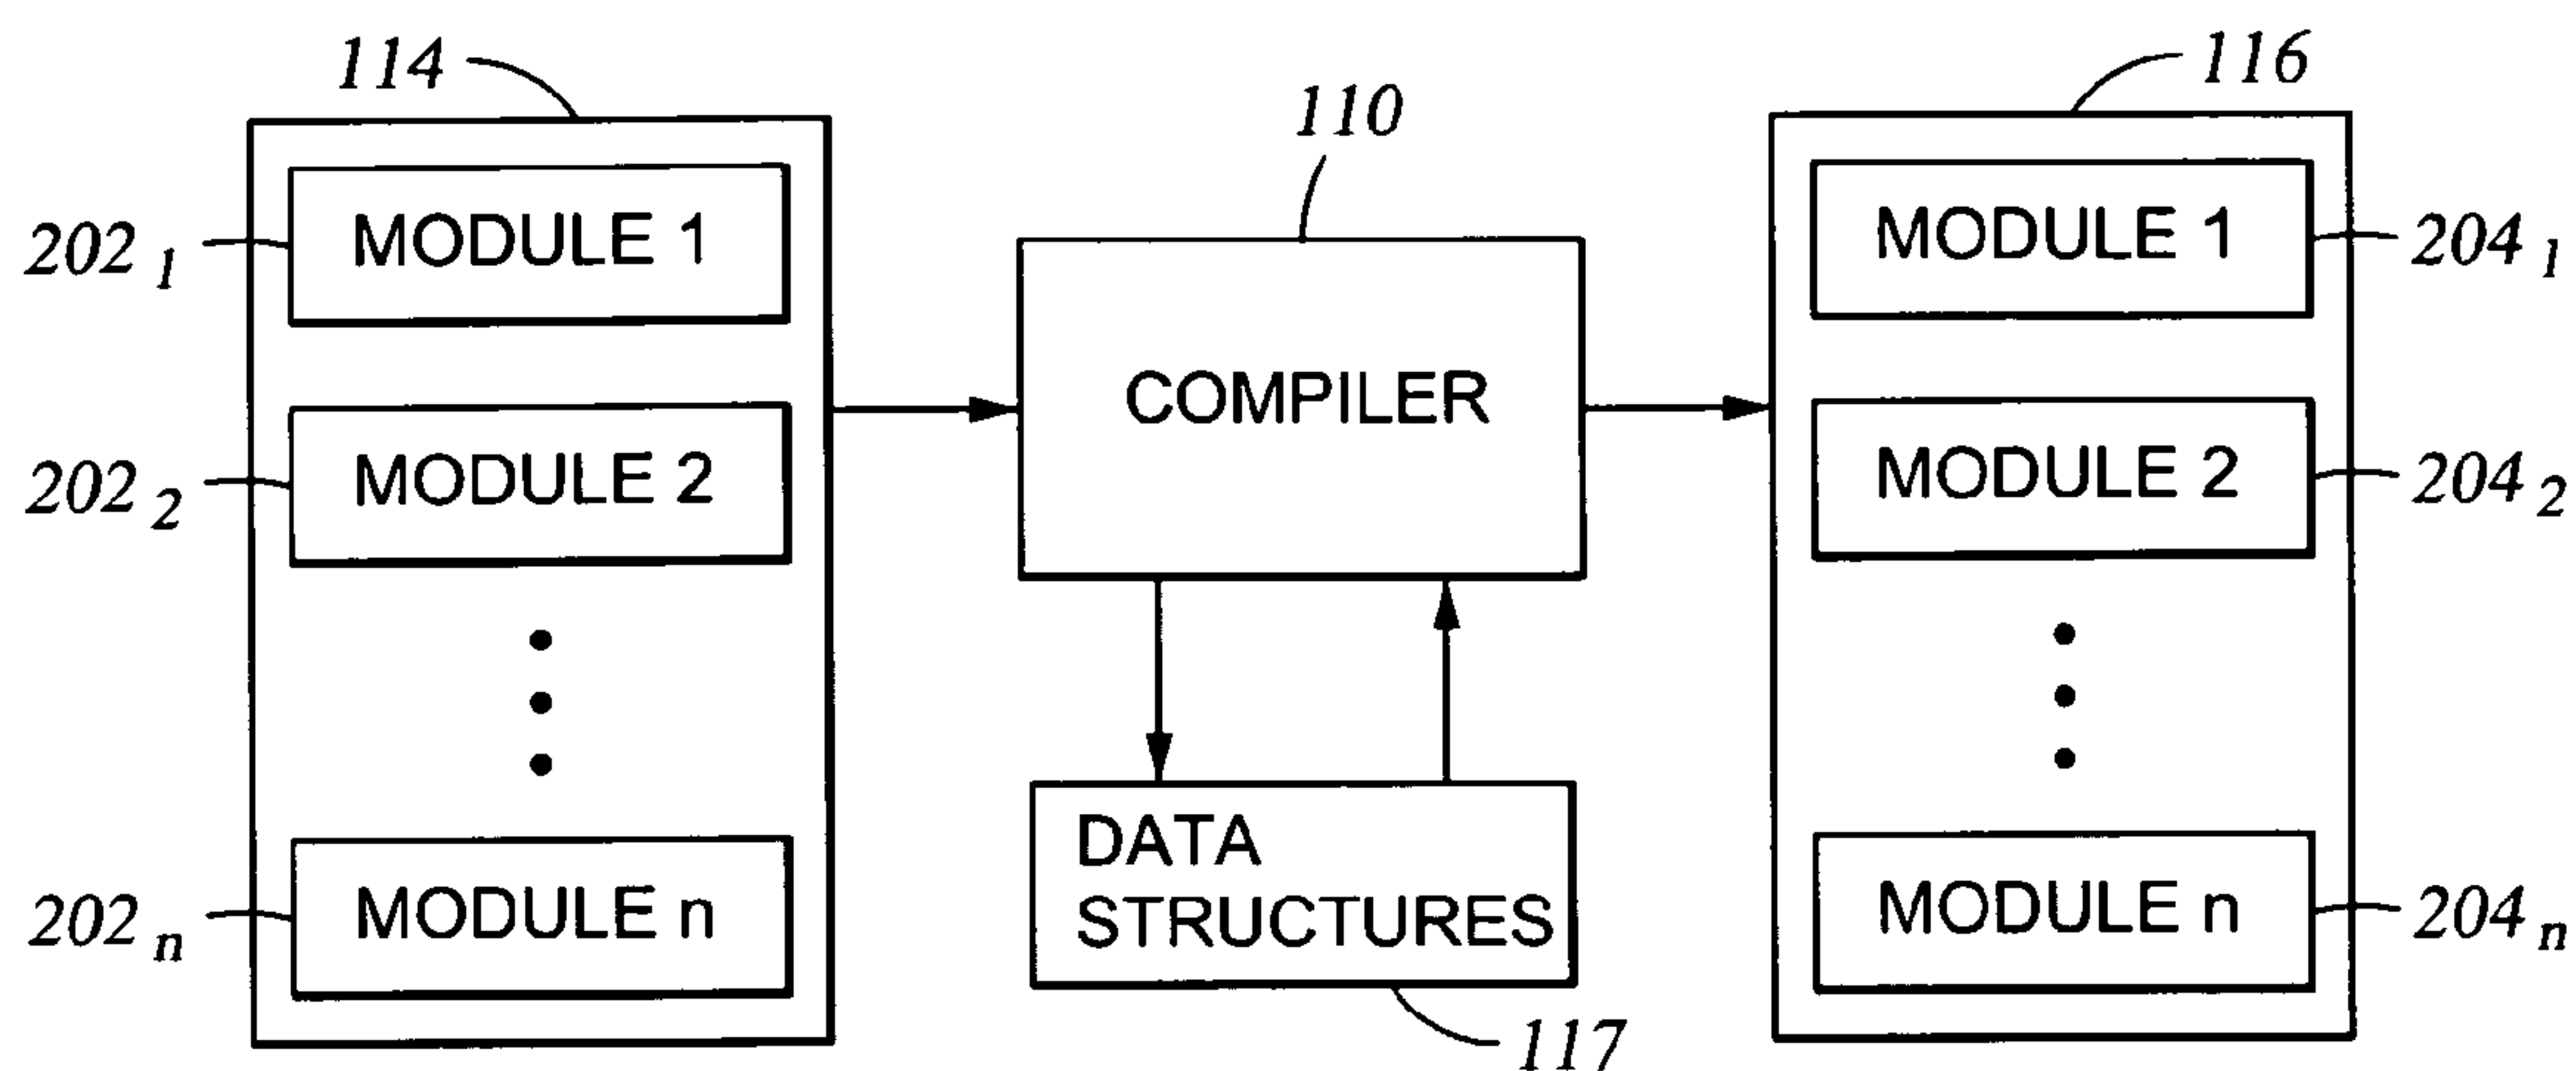 114
110
116
202 1
MODULE 1
MODULE 1
204 1
COMPILER
202 2
MODULE 2
MODULE 2
204 2
DATA
STRUCTURES
202 n
MODULE n
MODULE n
204 n
117